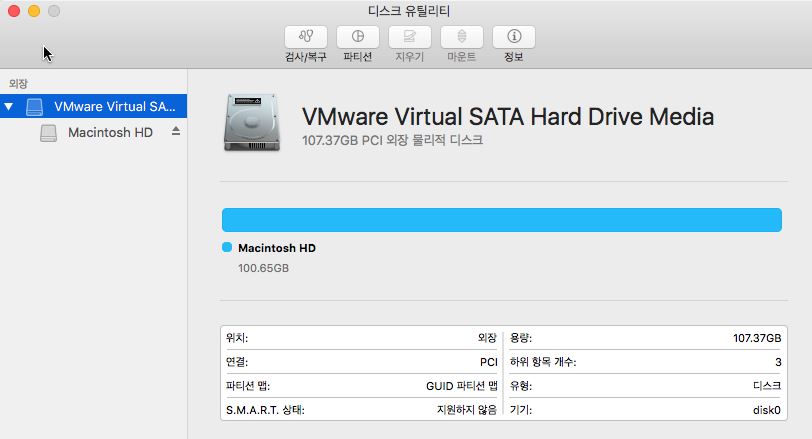 디스크 유틸리티
검사/복구 파티션 지우기 마운트 정보
외장
VMware Virtual SA...
Macintosh HD
VMware Virtual SATA Hard Drive Media
107.37GB PCI 외장 물리적 디스크
Macintosh HD
100.65GB
위치: 외장 용량: 107.37GB
연결: PCI 하위 항목 개수: 3
파티션 맵: GUID 파티션 맵 유형: 디스크
S.M.A.R.T. 상태: 지원하지 않음 기기: disk0